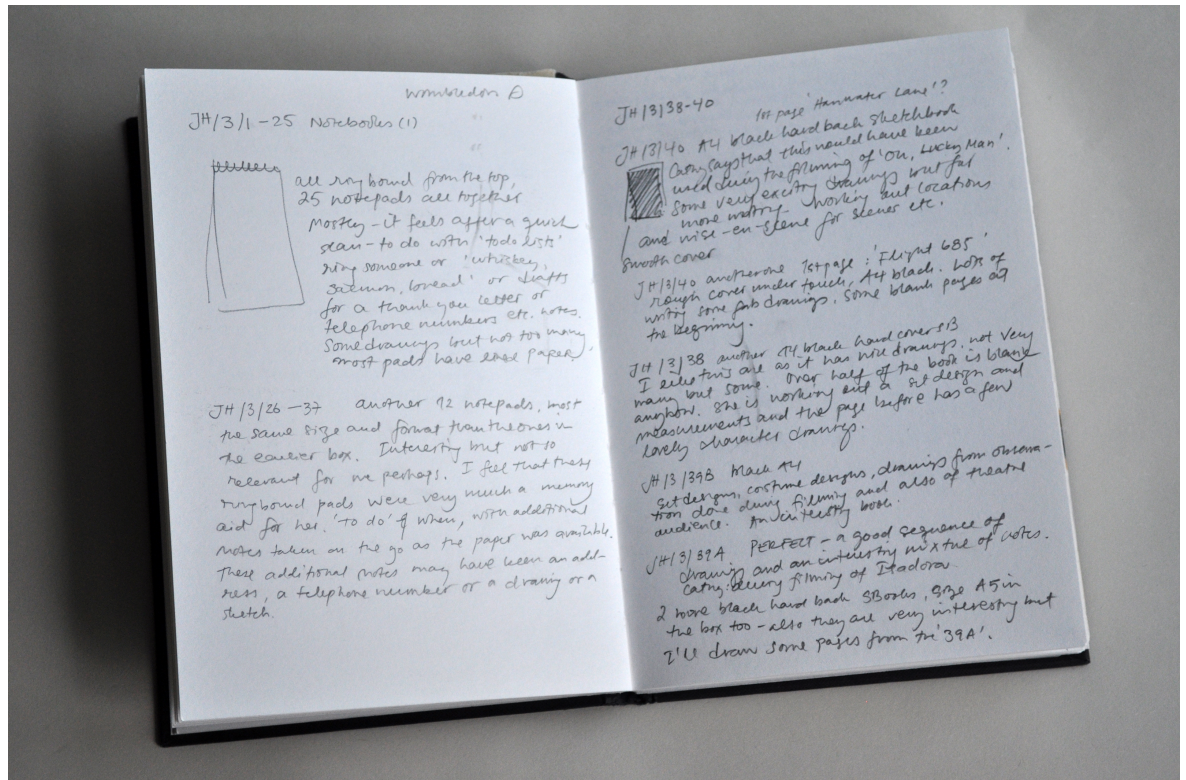 Wombledon
JH/3/1-25 Notebooks (1)
all ringbound from the top,
25 notepads all together
Mostly - it feels after a quick
scan - to do with 'todo lists'
ring someone or 'whiskey,
salmon, bread' or drafts
for a thank you letter or
telephone numbers etc. notes.
Some drawings but not too many,
most pads have lined paper.
JH/3/26-37 another 12 notepads, most
the same size and format than the ones in
the earlier box. Interesting but not so
relevant for me perhaps. I feel that these
ringbound pads were very much a memory
aid for her. 'to do' if when, with additional
notes taken on the go as the paper was available.
These additional notes may have been an add-
ress, a telephone number or a drawing or a
sketch.
JH/3/38-40
1st page 'Hanwater Lane'?
JH/3/40 A4 black hard back sketchbook
Cathy says that this would have been
used during the filming of 'Oh, Lucky Man'.
Some very exciting drawings but far
more writing. Working out locations
and mise-en-scene for scenes etc.
smooth cover
JH/3/40 another one 1st page: 'Flight 685'
rough cover under touch, A4 black. Lots of
writing some fab drawings, some blank pages at
the beginning.
JH/3/38 another A4 black hard cover SB
I like this as it has nice drawings, not very
many but some. Over half of the book is blank
anyhow. She is working out a set design and
measurements and the page before has a few
lovely character drawings.
JH/3/39B black A4
set designs, costume designs, drawings from observa-
tion done during filming and also of theatre
audience. An interesting book.
JH/3/39A PERFECT - a good sequence of
drawings and an interesting mixture of notes.
Cathy: during filming of Isadora
2 more black hard back SBooks, size A5 in
the box too - also they are very interesting but
I'll draw some pages from the '39A'.